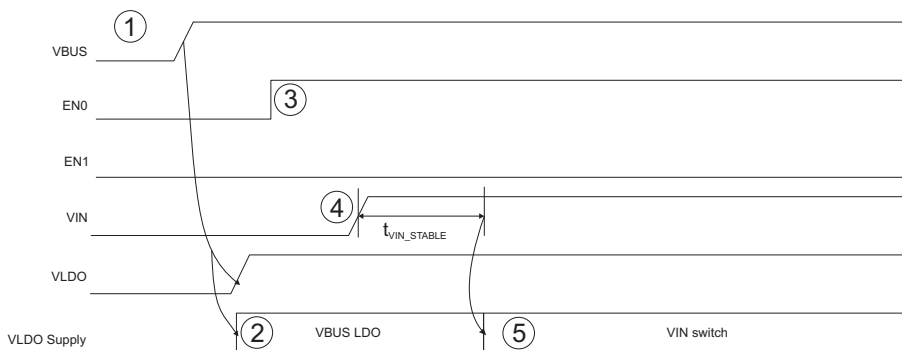 ①
VBUS
③
EN0
EN1
④
VIN
tVIN_STABLE
VLDO
②
VBUS LDO
⑤
VIN switch
VLDO Supply